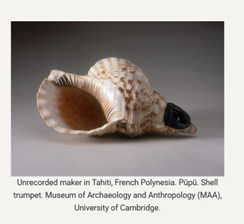 Unrecorded maker in Tahiti, French Polynesia. Pūpū. Shell
trumpet. Museum of Archaeology and Anthropology (MAA),
University of Cambridge.